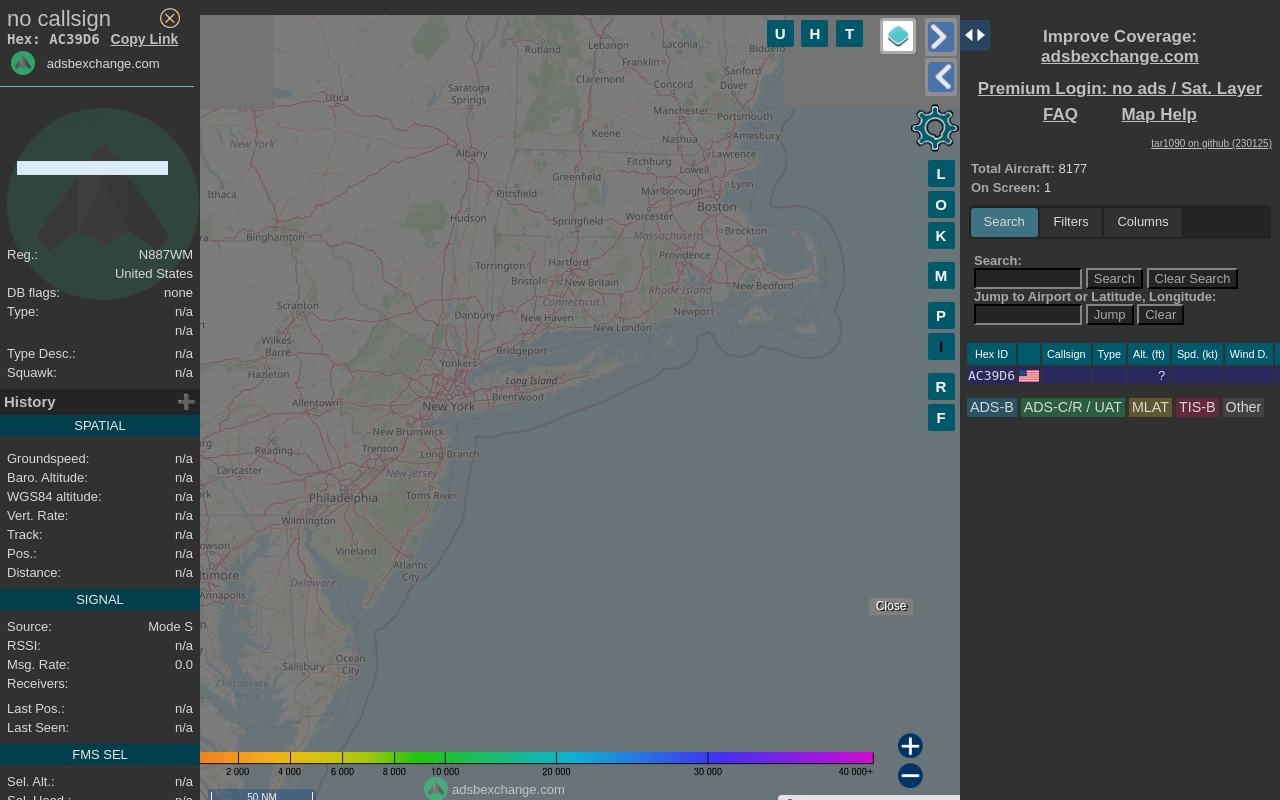 no callsign
Hex: AC39D6 Copy Link
adsbexchange.com
Reg.: N887WM
United States
DB flags: none
Type: n/a
n/a
Type Desc.: n/a
Squawk: n/a
History
SPATIAL
Groundspeed: n/a
Baro. Altitude: n/a
WGS84 altitude: n/a
Vert. Rate: n/a
Track: n/a
Pos.: n/a
Distance: n/a
SIGNAL
Source: Mode S
RSSI: n/a
Msg. Rate: 0.0
Receivers:
Last Pos.: n/a
Last Seen: n/a
FMS SEL
Sel. Alt.: n/a
Sel. Head.: n/a
U H T
L
O
K
M
P
I
R
F
Rutland
Lebanon
Laconia
Franklin
Claremont
Concord
Sanford
Dover
Utica
Saratoga
Springs
Manchester
Portsmouth
Keene
Nashua
Amesbury
New York
Albany
Fitchburg
Lawrence
Lowell
Greenfield
Ithaca
Pittsfield
Marlborough
Lynn
Boston
Hudson
Springfield
Worcester
Binghamton
Massachusetts
Brockton
Torrington
Hartford
Providence
Bristol
New Britain
Rhode Island
New Bedford
Scranton
Connecticut
Danbury
New Haven
New London
Newport
Wilkes-
Barre
Bridgeport
Hazleton
Yonkers
Long Island
Allentown
New York
Brentwood
New Brunswick
Reading
Trenton
Long Branch
Lancaster
New Jersey
Philadelphia
Toms River
Wilmington
Vineland
Atlantic
City
Delaware
Annapolis
Salisbury
Ocean
City
Chesapeake
Bay
Close
2 000 4 000 6 000 8 000 10 000 20 000 30 000 40 000+
adsbexchange.com
50 NM
Improve Coverage:
adsbexchange.com
Premium Login: no ads / Sat. Layer
FAQ Map Help
tar1090 on github (230125)
Total Aircraft: 8177
On Screen: 1
Search Filters Columns
Search:
Search Clear Search
Jump to Airport or Latitude, Longitude:
Jump Clear
Hex ID Callsign Type Alt. (ft) Spd. (kt) Wind D.
AC39D6 ?
ADS-B ADS-C/R / UAT MLAT TIS-B Other